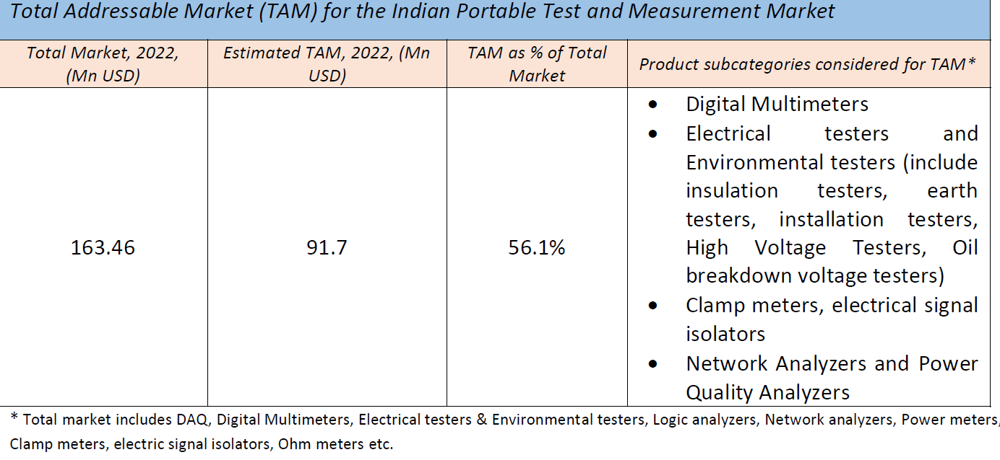 Total Addressable Market (TAM) for the Indian Portable Test and Measurement Market
Total Market, 2022,
(Mn USD)
Estimated TAM, 2022, (Mn
USD)
TAM as % of Total
Market
Product subcategories considered for TAM*
163.46
91.7
56.1%
• Digital Multimeters
• Electrical testers and
Environmental testers (include
insulation testers, earth
testers, installation testers,
High Voltage Testers, Oil
breakdown voltage testers)
• Clamp meters, electrical signal
isolators
• Network Analyzers and Power
Quality Analyzers
* Total market includes DAQ, Digital Multimeters, Electrical testers & Environmental testers, Logic analyzers, Network analyzers, Power meters,
Clamp meters, electric signal isolators, Ohm meters etc.